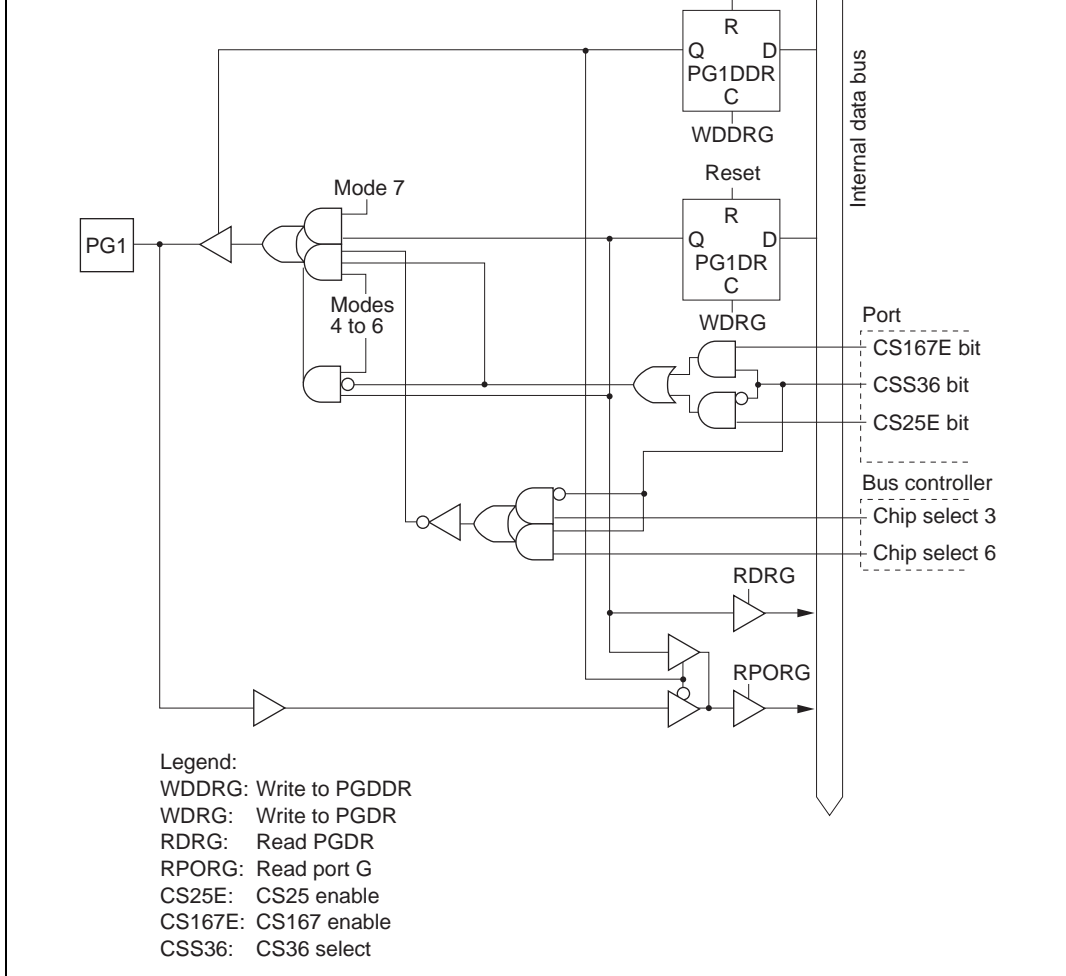 R
Q D
PG1DDR
C
WDDRG
Internal data bus
Reset
Mode 7
R
PG1
Q D
PG1DR
C
WDRG
Modes
4 to 6
Port
CS167E bit
CSS36 bit
CS25E bit
Bus controller
Chip select 3
Chip select 6
RDRG
RPORG
Legend:
WDDRG: Write to PGDDR
WDRG: Write to PGDR
RDRG: Read PGDR
RPORG: Read port G
CS25E: CS25 enable
CS167E: CS167 enable
CSS36: CS36 select